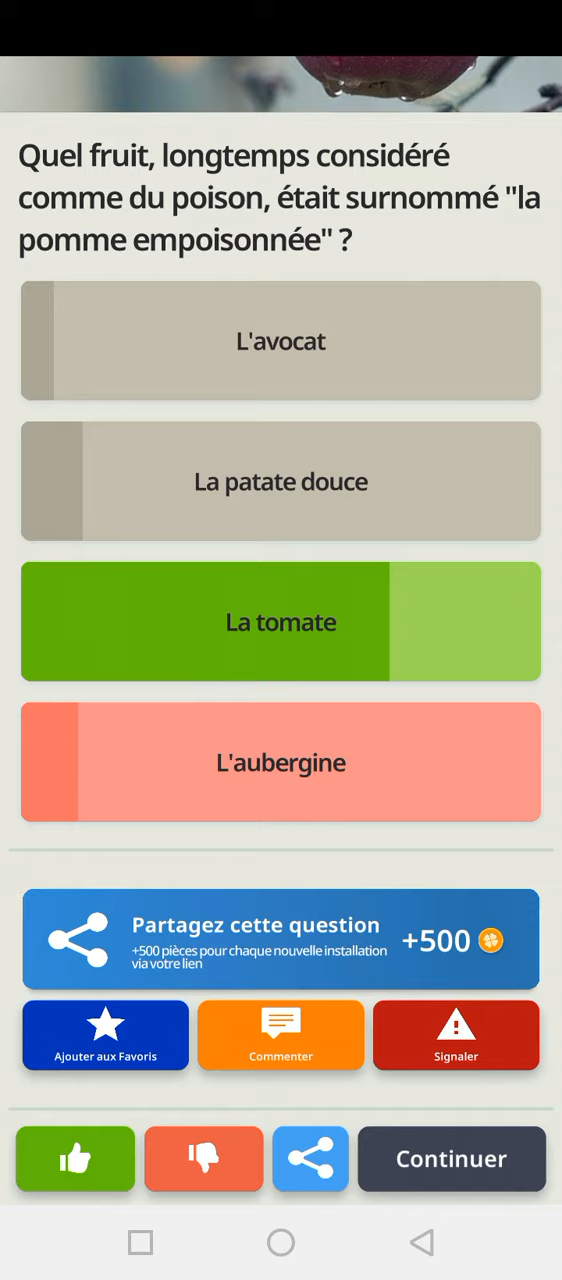 Quel fruit, longtemps considéré
comme du poison, était surnommé "la
pomme empoisonnée" ?
L'avocat
La patate douce
La tomate
L'aubergine
Partagez cette question
+500 pièces pour chaque nouvelle installation
via votre lien
+500
Ajouter aux Favoris
Commenter
Signaler
Continuer